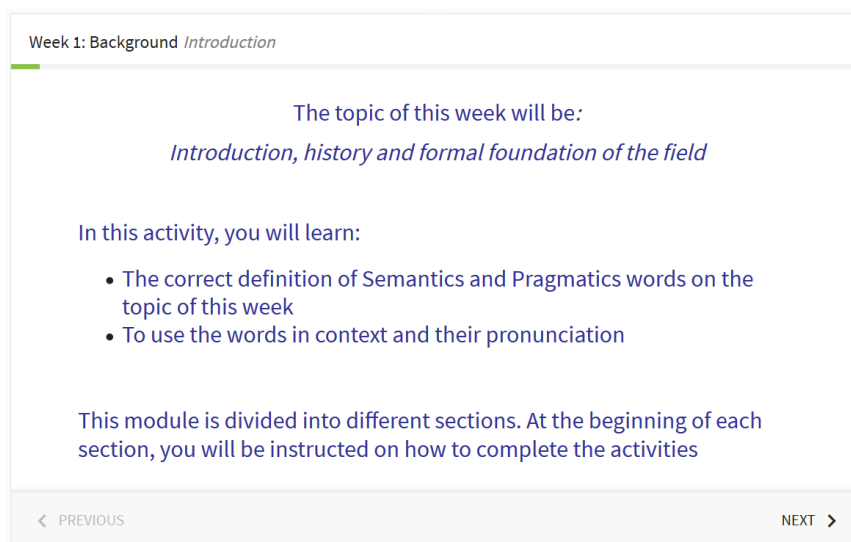 Week 1: Background Introduction
The topic of this week will be:
Introduction, history and formal foundation of the field
In this activity, you will learn:
• The correct definition of Semantics and Pragmatics words on the
topic of this week
• To use the words in context and their pronunciation
This module is divided into different sections. At the beginning of each
section, you will be instructed on how to complete the activities
PREVIOUS
NEXT